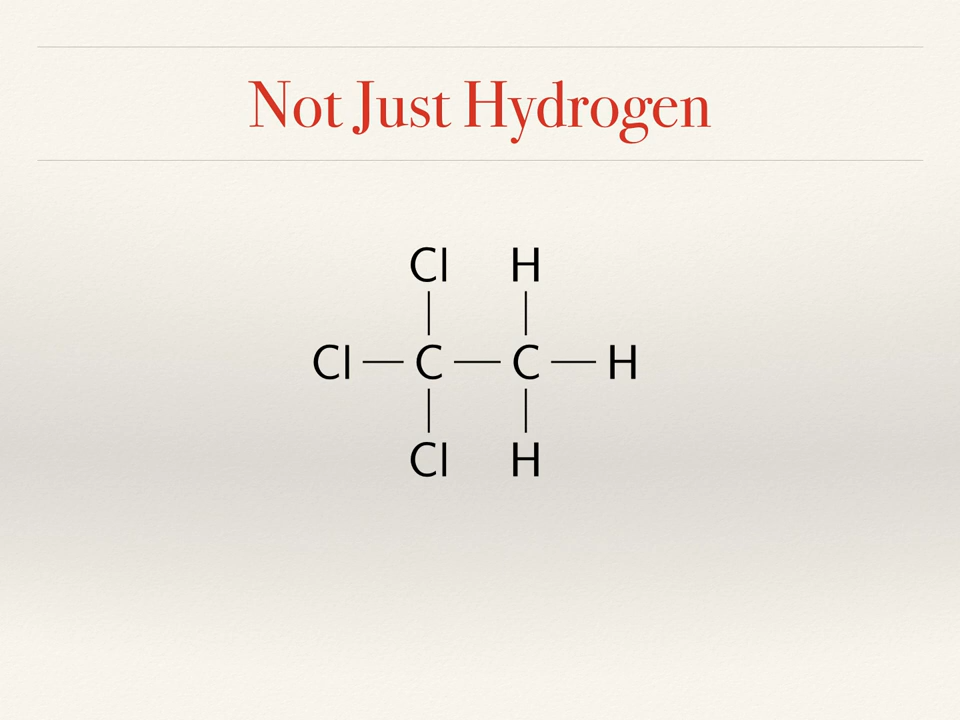 Not Just Hydrogen
Cl H
Cl — C — C — H
Cl H